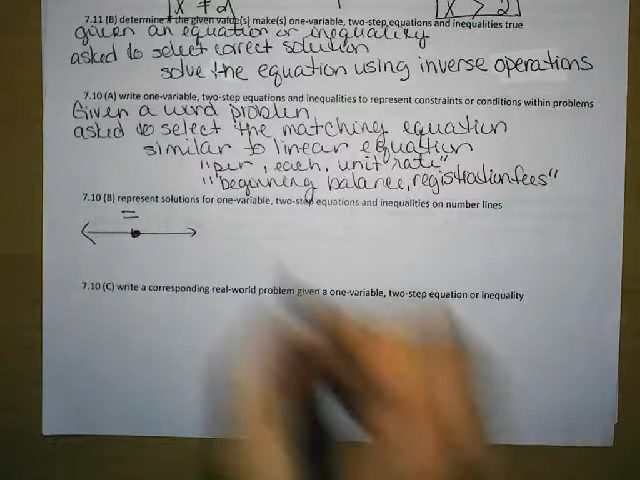 x ≠ 2
x > 2
7.11 (B) determine if the given value(s) make(s) one-variable, two-step equations and inequalities true
given an equation or inequality
asked to select correct solution
solve the equation using inverse operations
7.10 (A) write one-variable, two-step equations and inequalities to represent constraints or conditions within problems
Given a word problem
asked to select the matching equation
similar to linear equation
"per, each, unit rate"
"beginning balance, registration fees"
7.10 (B) represent solutions for one-variable, two-step equations and inequalities on number lines
=
7.10 (C) write a corresponding real-world problem given a one-variable, two-step equation or inequality